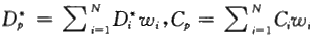 D_p^* = ∑_{i=1}^{N} D_i^* w_i, C_p = ∑_{i=1}^{N} C_i w_i